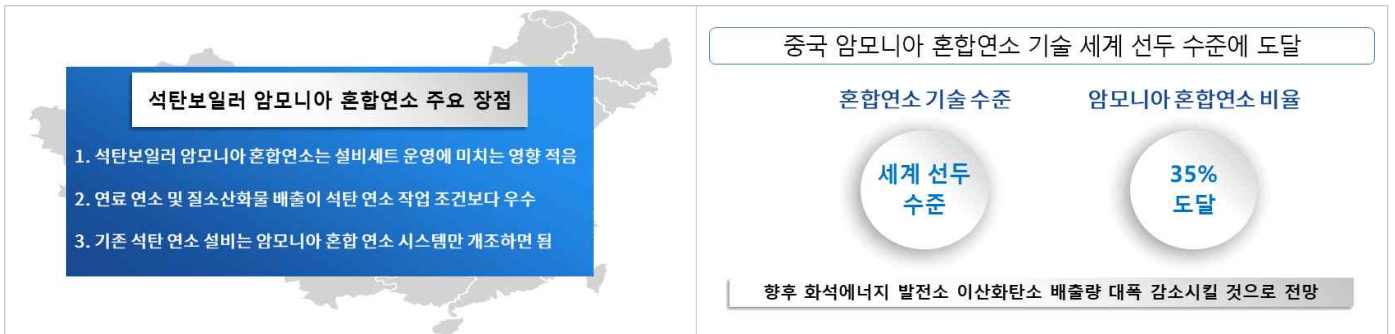 석탄보일러 암모니아 혼합연소 주요 장점
1. 석탄보일러 암모니아 혼합연소는 설비세트 운영에 미치는 영향 적음
2. 연료 연소 및 질소산화물 배출이 석탄 연소 작업 조건보다 우수
3. 기존 석탄 연소 설비는 암모니아 혼합 연소 시스템만 개조하면 됨
중국 암모니아 혼합연소 기술 세계 선두 수준에 도달
혼합연소 기술 수준
세계 선두
수준
암모니아 혼합연소 비율
35%
도달
향후 화석에너지 발전소 이산화탄소 배출량 대폭 감소시킬 것으로 전망